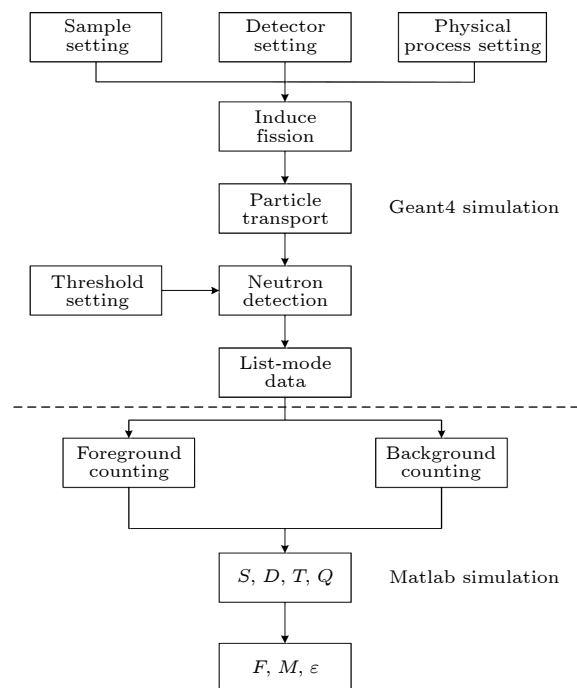 Sample
setting
Detector
setting
Physical
process setting
Induce
fission
Particle
transport
Geant4 simulation
Threshold
setting
Neutron
detection
List-mode
data
Foreground
counting
Background
counting
S, D, T, Q
Matlab simulation
F, M, ε